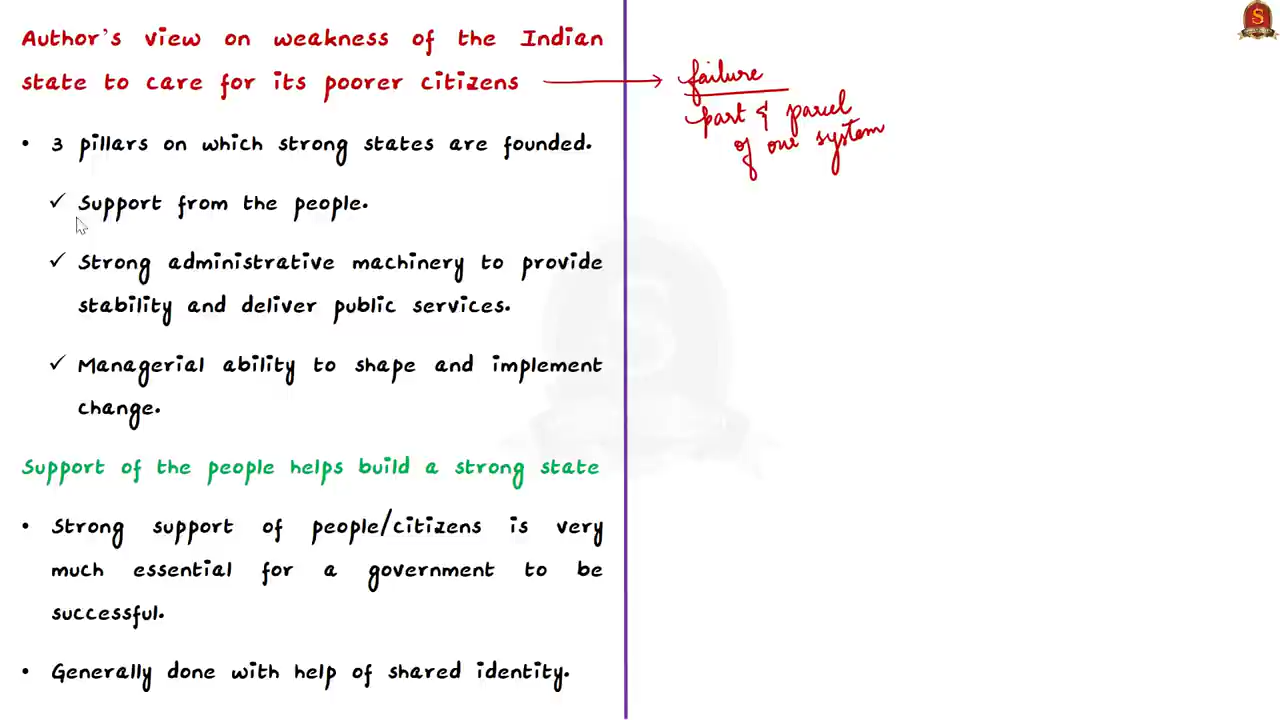 Author's view on weakness of the Indian
state to care for its poorer citizens
• 3 pillars on which strong states are founded.
✓ Support from the people.
✓ Strong administrative machinery to provide
stability and deliver public services.
✓ Managerial ability to shape and implement
change.
Support of the people helps build a strong state
• Strong support of people/citizens is very
much essential for a government to be
successful.
• Generally done with help of shared identity.
failure
part & parcel
of our system
S
S